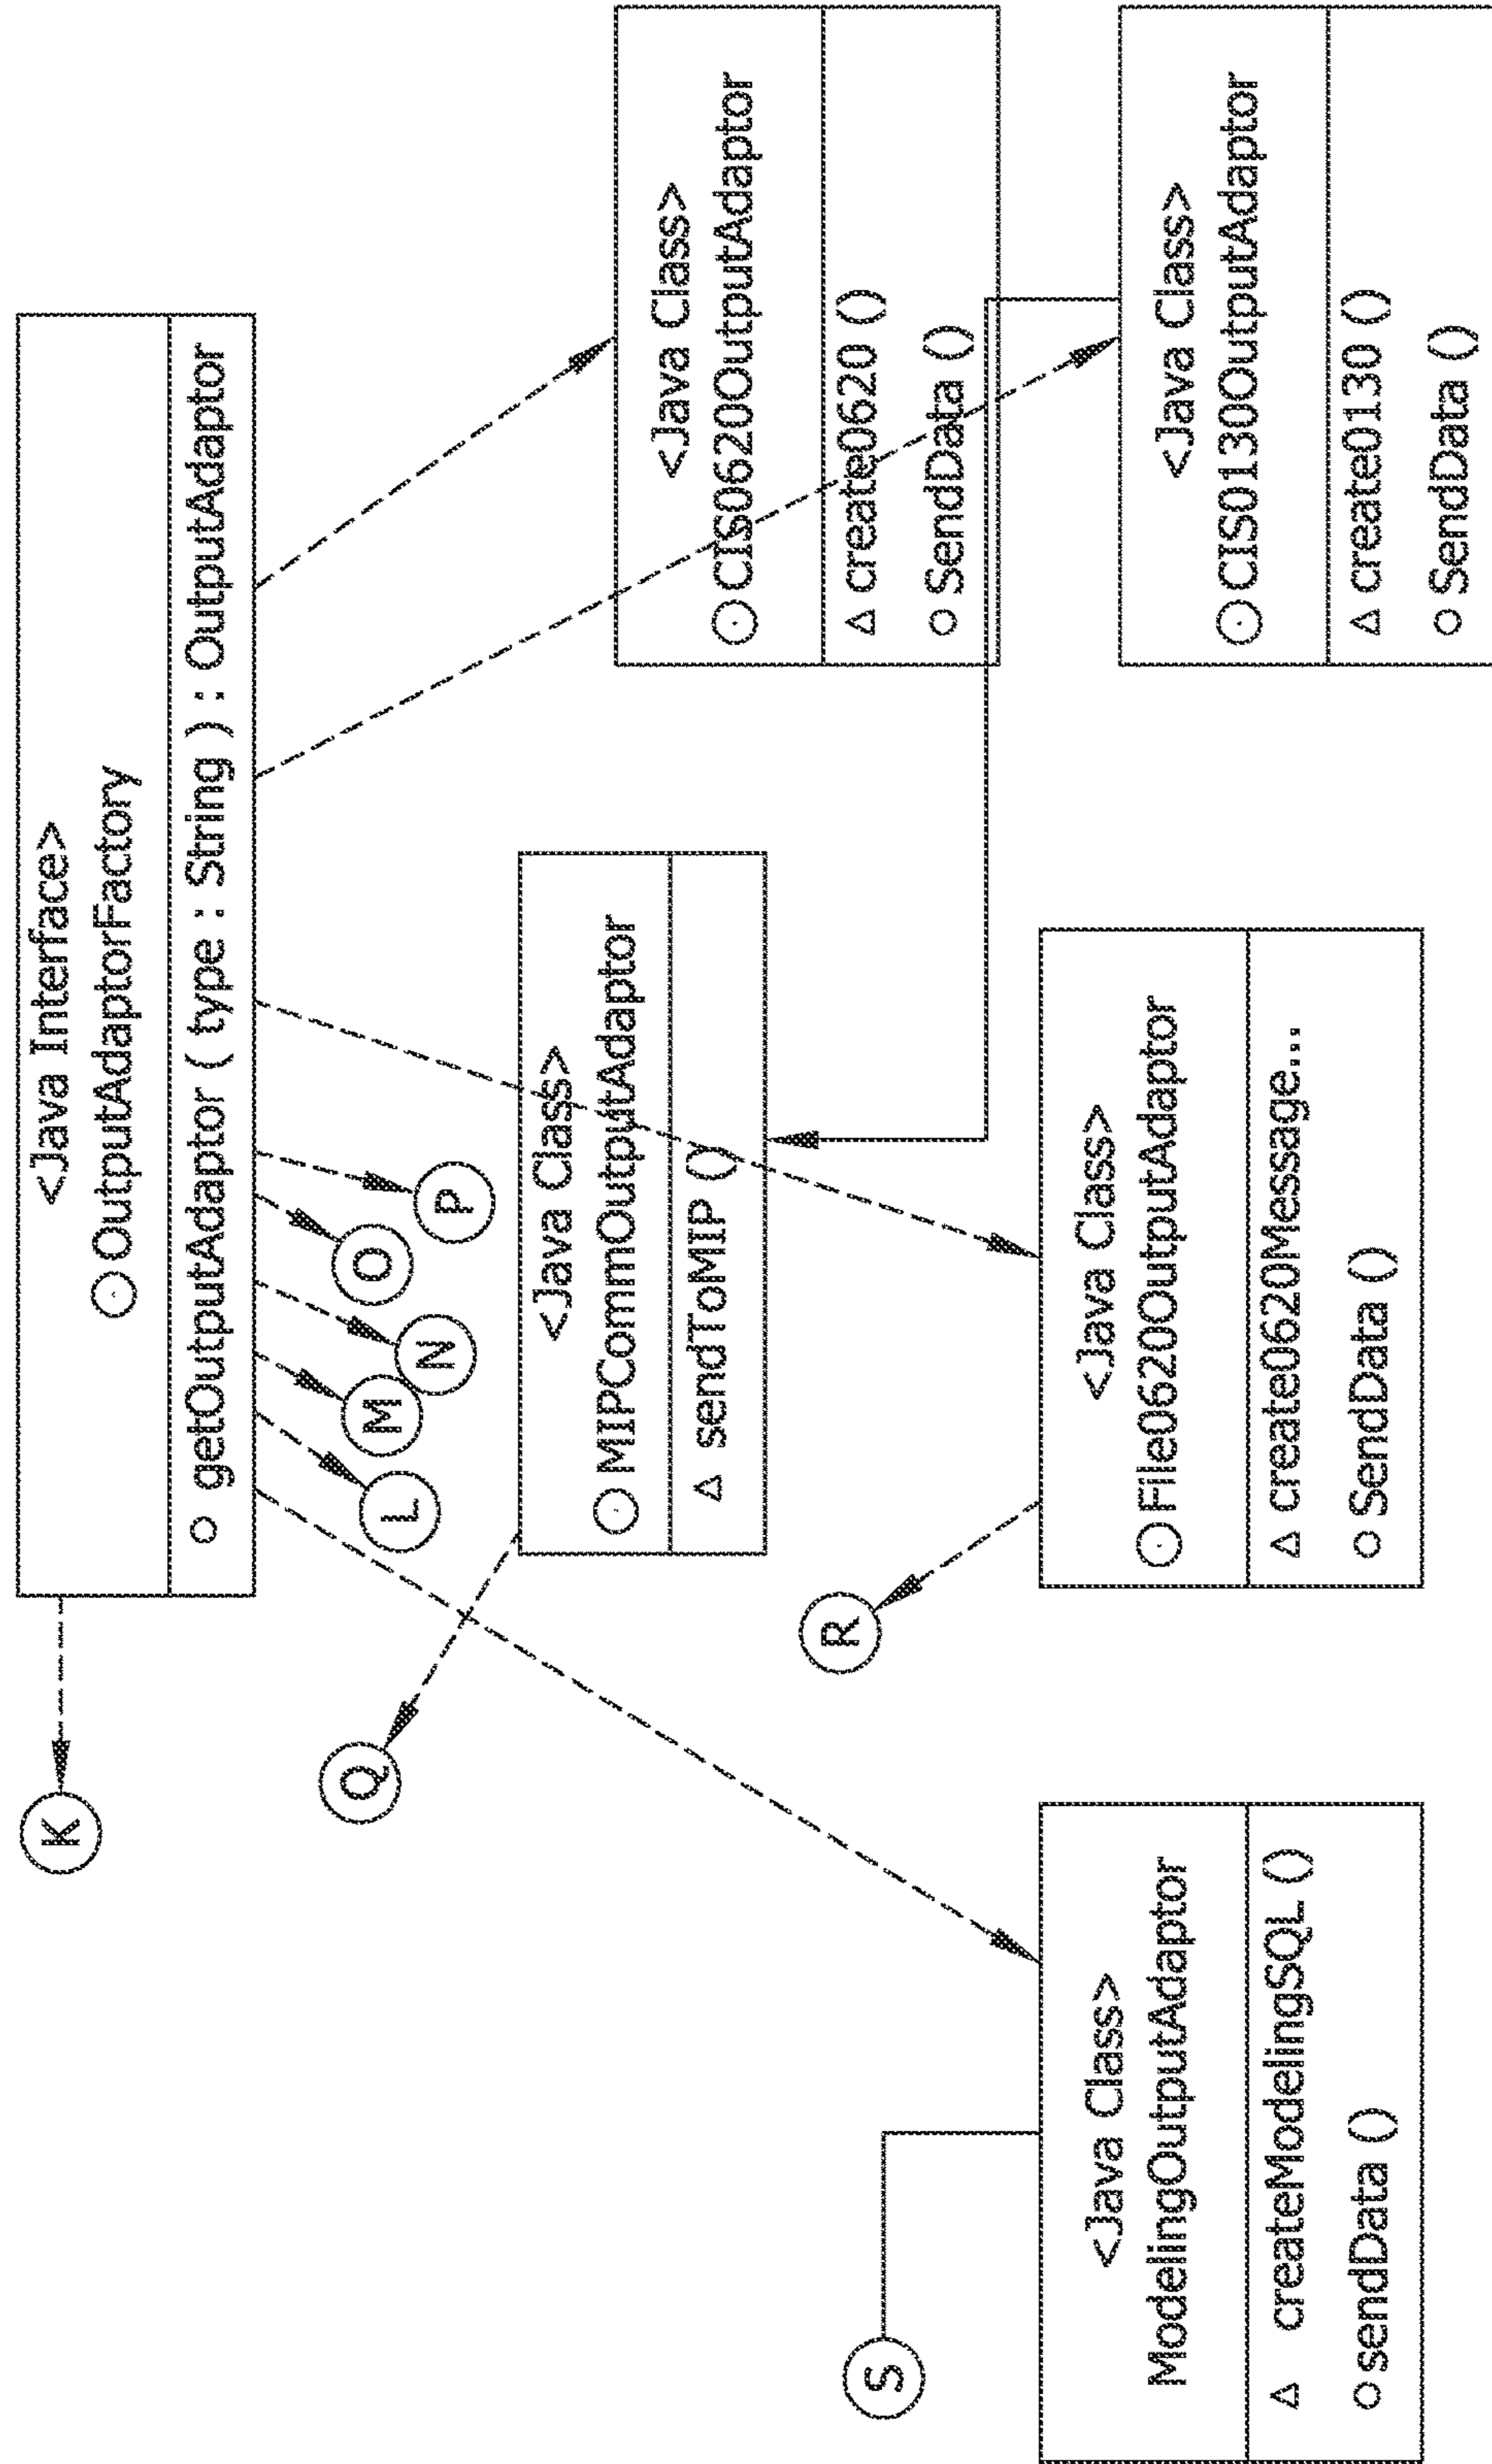 <Java Interface>
OutputAdaptorFactory
getOutputAdaptor ( type : String ) : OutputAdaptor
K
L
M
N
O
P
Q
<Java Class>
MIPCommOutputAdaptor
sendToMIP ()
<Java Class>
CIS0620OutputAdaptor
create0620 ()
SendData ()
R
S
<Java Class>
ModelingOutputAdaptor
createModelingSQL ()
sendData ()
<Java Class>
File0620OutputAdaptor
create0620Message...
SendData ()
<Java Class>
CIS0130OutputAdaptor
create0130 ()
SendData ()